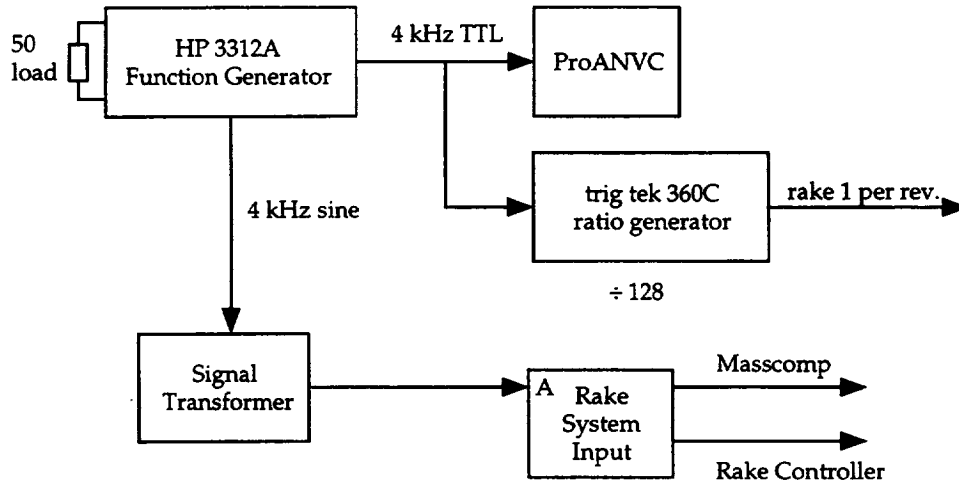 50
load
HP 3312A
Function Generator
4 kHz TTL
ProANVC
4 kHz sine
trig tek 360C
ratio generator
rake 1 per rev.
÷ 128
Signal
Transformer
A
Rake
System
Input
Masscomp
Rake Controller